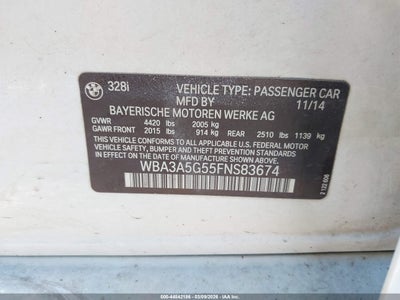 BMW
328i VEHICLE TYPE: PASSENGER CAR
MFD BY 11/14
BAYERISCHE MOTOREN WERKE AG
GVWR 4420 lbs 2005 kg
GAWR FRONT 2015 lbs 914 kg REAR 2510 lbs 1139 kg
THIS VEHICLE CONFORMS TO ALL APPLICABLE
U.S. FEDERAL MOTOR VEHICLE
SAFETY, BUMPER AND THEFT PREVENTION STANDARDS
IN EFFECT ON THE DATE OF MANUFACTURE SHOWN ABOVE.
WBA3A5G55FNS83674